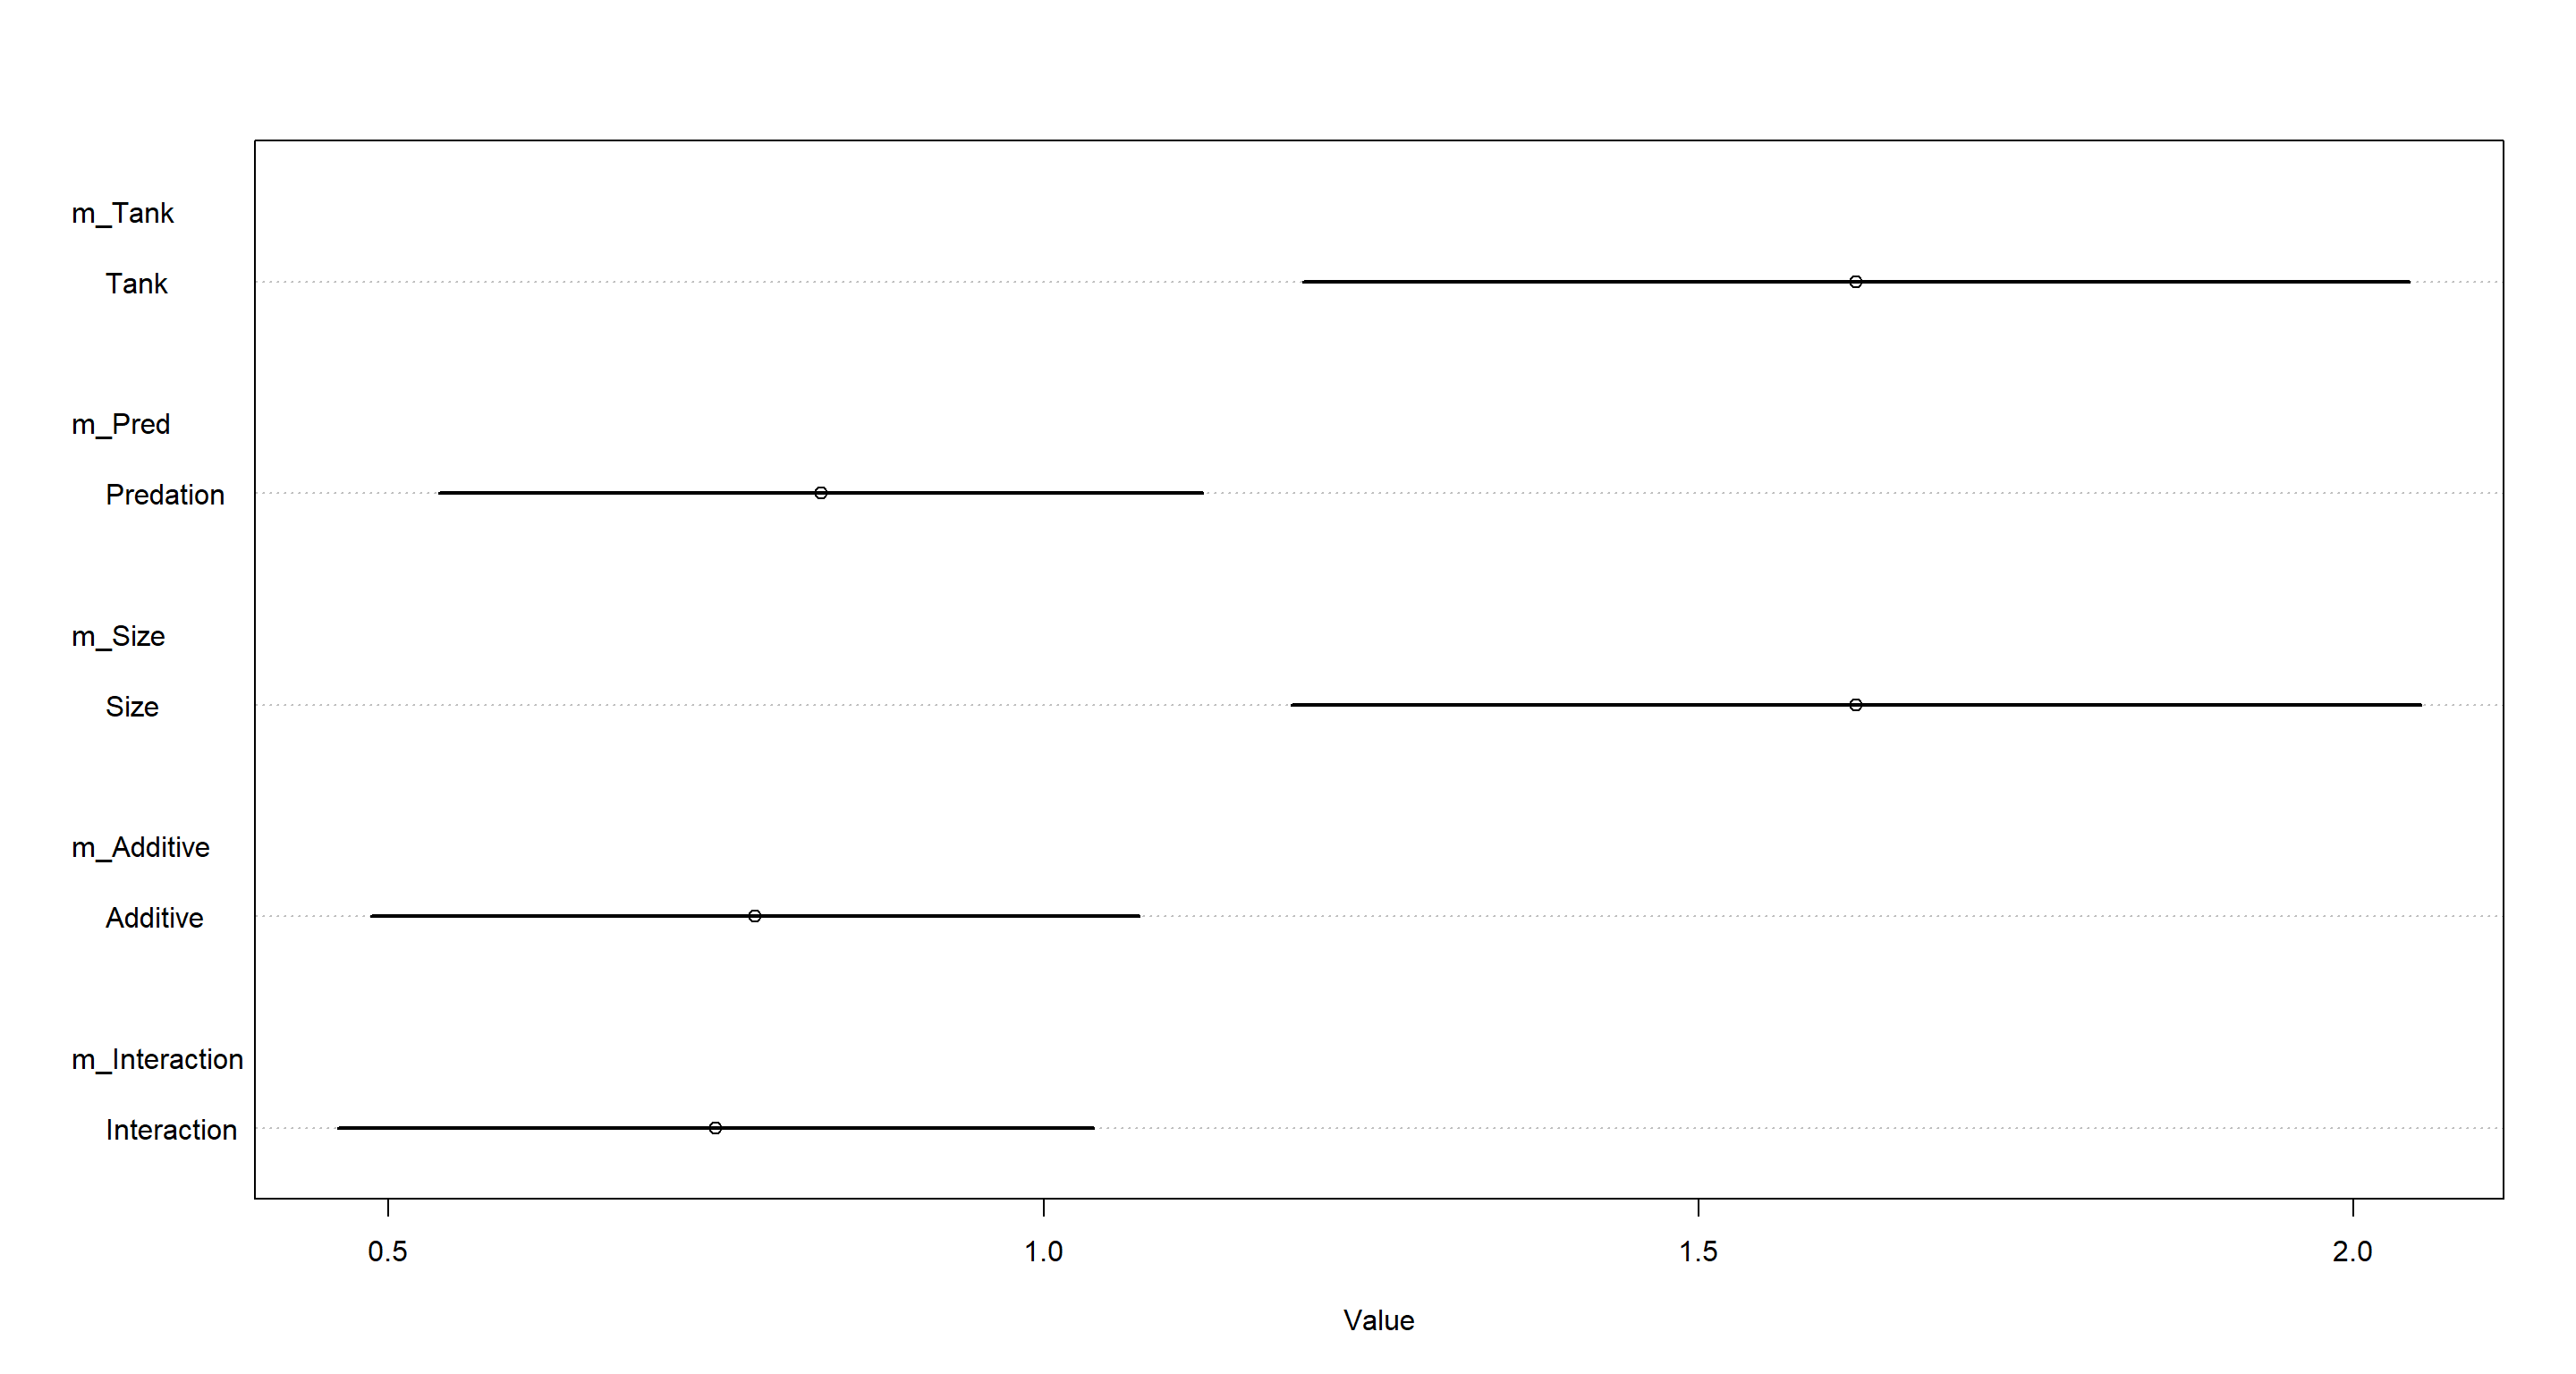 m_Tank
Tank
m_Pred
Predation
m_Size
Size
m_Additive
Additive
m_Interaction
Interaction
0.5 1.0 1.5 2.0
Value